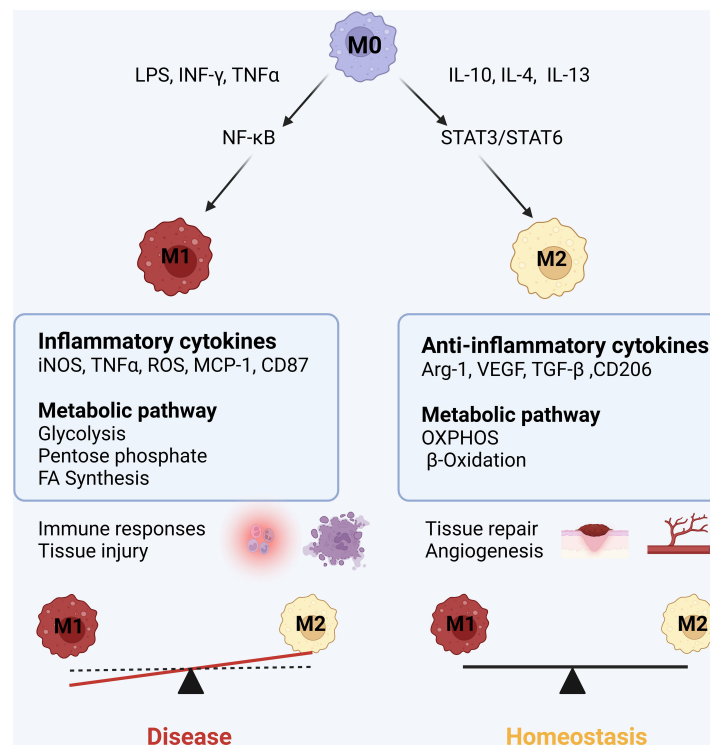 M0
LPS, INF-γ, TNFα
IL-10, IL-4, IL-13
NF-κB
STAT3/STAT6
M1
M2
Inflammatory cytokines
iNOS, TNFα, ROS, MCP-1, CD87
Metabolic pathway
Glycolysis
Pentose phosphate
FA Synthesis
Anti-inflammatory cytokines
Arg-1, VEGF, TGF-β ,CD206
Metabolic pathway
OXPHOS
β-Oxidation
Immune responses
Tissue injury
Tissue repair
Angiogenesis
M1
M2
M1
M2
Disease
Homeostasis